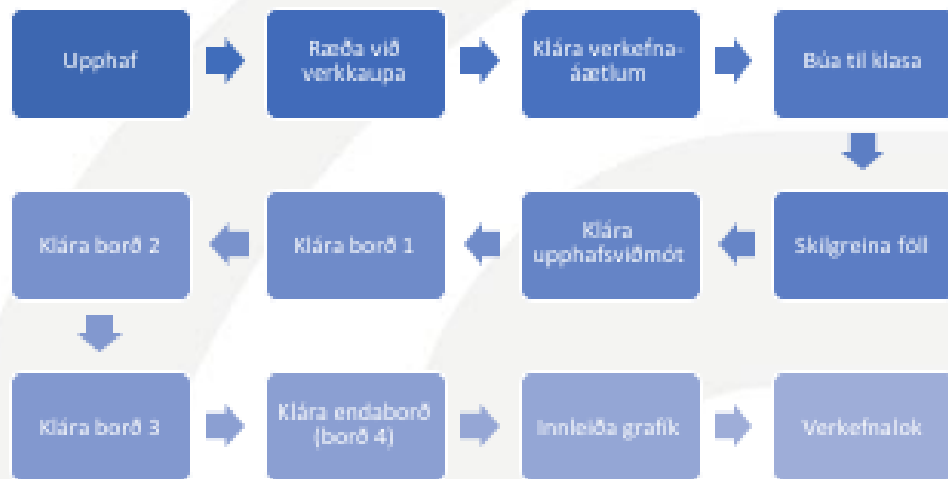 Upphaf
Ræða við
verkkaupa
Klára verkefna-
áætlum
Búa til klasa
Skilgreina föll
Klára
upphafsviðmót
Klára borð 1
Klára borð 2
Klára borð 3
Klára endaborð
(borð 4)
Innleiða grafík
Verkefnalok